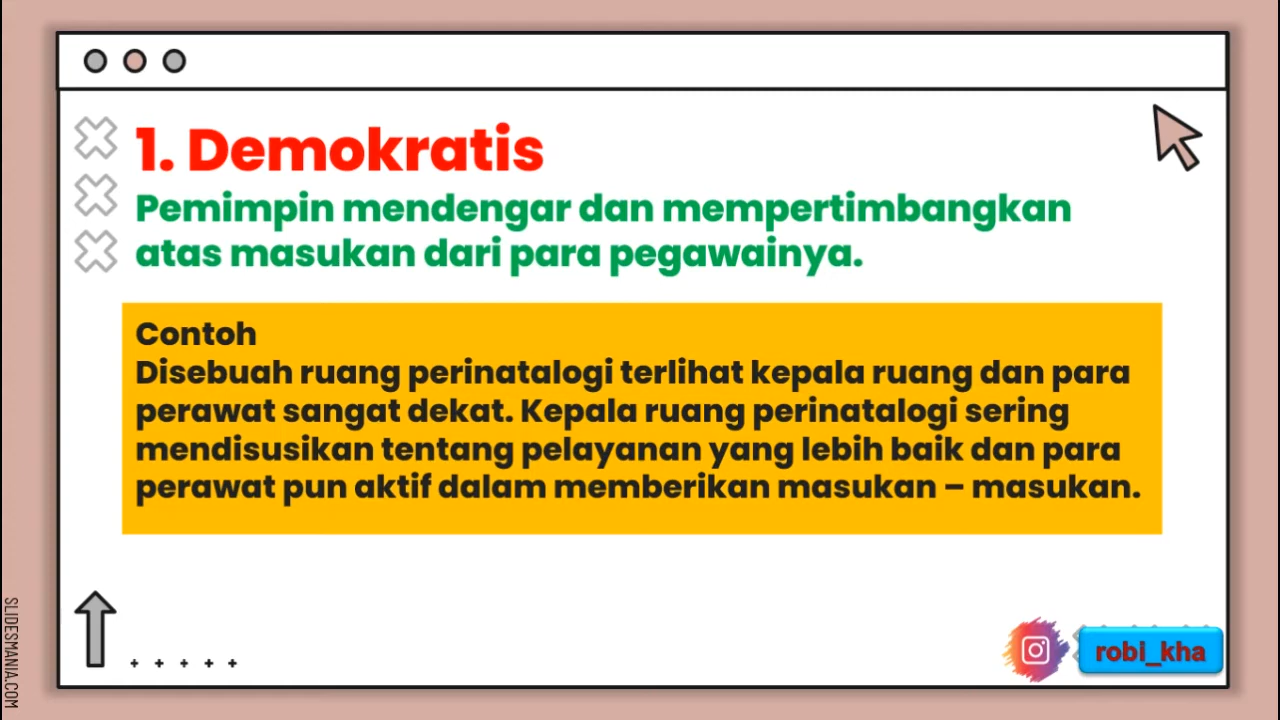 1. Demokratis
Pemimpin mendengar dan mempertimbangkan
atas masukan dari para pegawainya.
Contoh
Disebuah ruang perinatalogi terlihat kepala ruang dan para
perawat sangat dekat. Kepala ruang perinatalogi sering
mendisusikan tentang pelayanan yang lebih baik dan para
perawat pun aktif dalam memberikan masukan – masukan.
SLIDESMANIA.COM
robi_kha